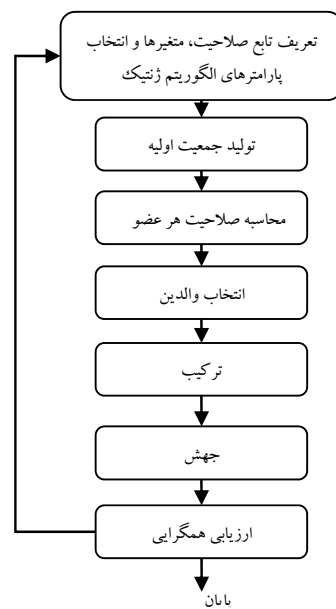 تعریف تابع صلاحیت، متغیرها و انتخاب
پارامترهای الگوریتم ژنتیک
تولید جمعیت اولیه
محاسبه صلاحیت هر عضو
انتخاب والدین
ترکیب
جهش
ارزیابی همگرایی
پایان